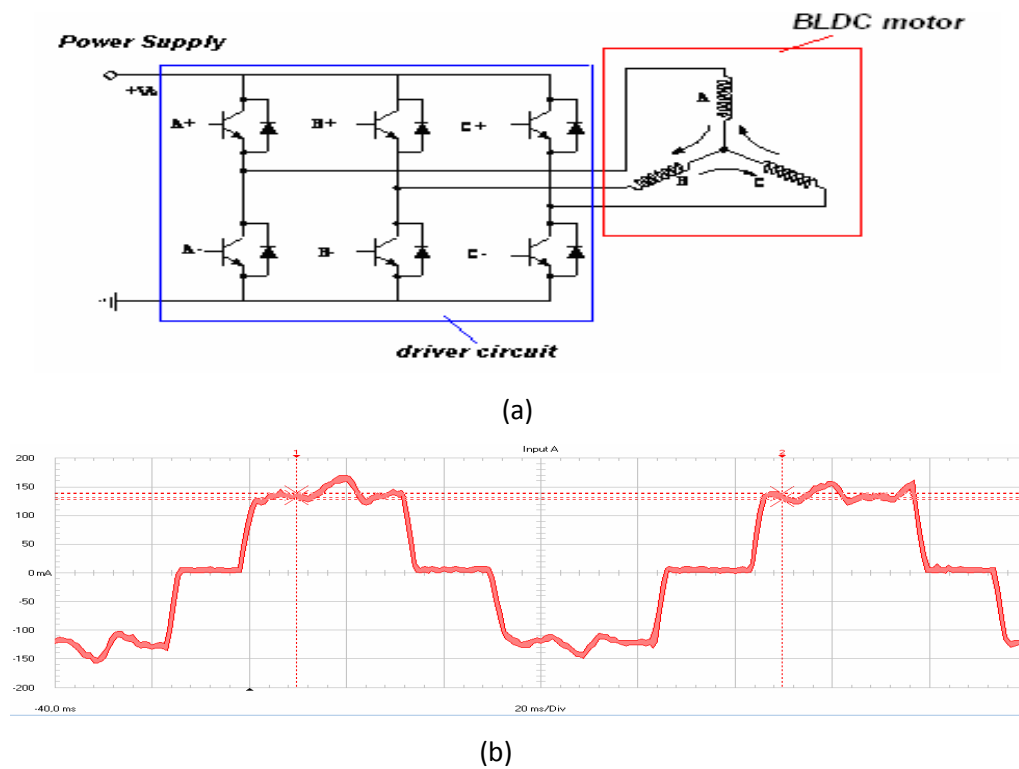 BLDC motor
Power Supply
+Vs
A+
B+
C+
A
B
C
A-
B-
C-
driver circuit
(a)
Input A
1
2
200
150
100
50
0 mA
-50
-100
-150
-200
-40.0 ms
20 ms/Div
(b)